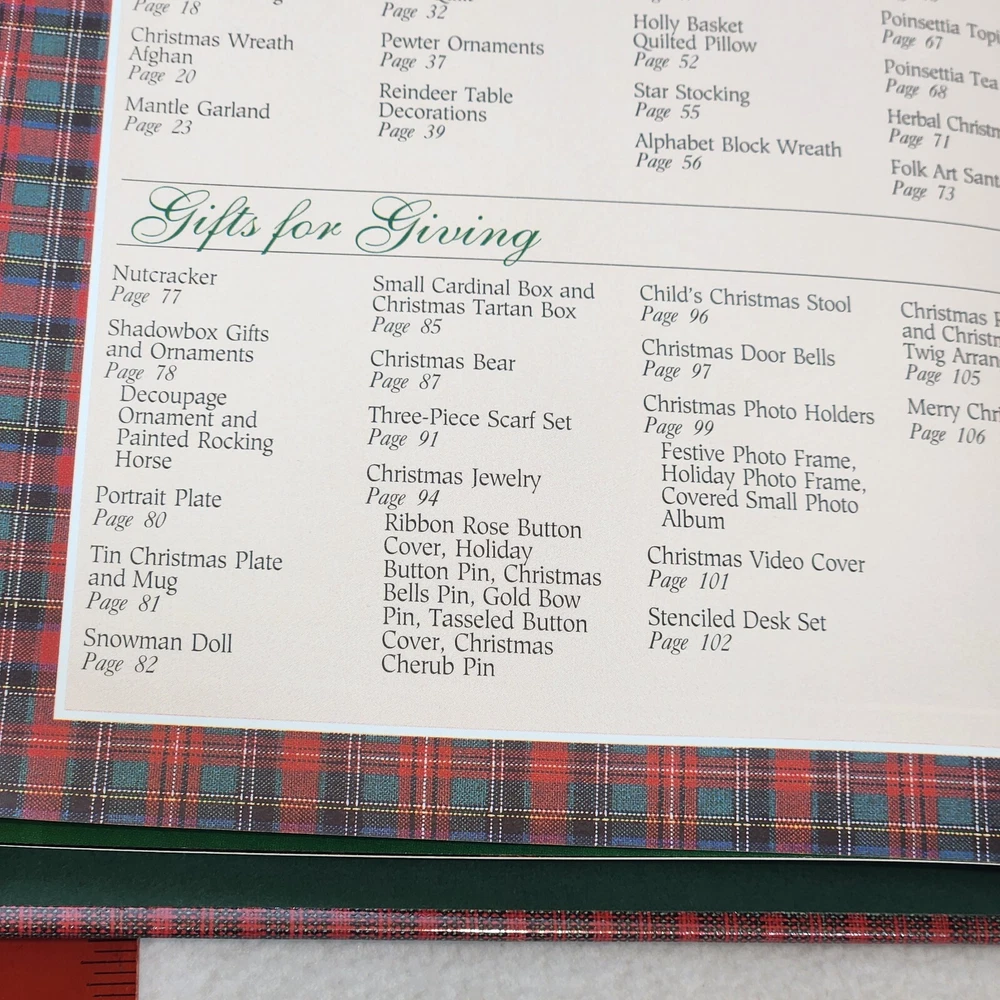 Page 18
Christmas Wreath
Afghan
Page 20
Mantle Garland
Page 23
Page 32
Pewter Ornaments
Page 37
Reindeer Table
Decorations
Page 39
Holly Basket
Quilted Pillow
Page 52
Star Stocking
Page 55
Alphabet Block Wreath
Page 56
Poinsettia Topi
Page 67
Poinsettia Tea
Page 68
Herbal Christm
Page 71
Folk Art Sant
Page 73
Gifts for Giving
Nutcracker
Page 77
Shadowbox Gifts
and Ornaments
Page 78
Decoupage
Ornament and
Painted Rocking
Horse
Portrait Plate
Page 80
Tin Christmas Plate
and Mug
Page 81
Snowman Doll
Page 82
Small Cardinal Box and
Christmas Tartan Box
Page 85
Christmas Bear
Page 87
Three-Piece Scarf Set
Page 91
Christmas Jewelry
Page 94
Ribbon Rose Button
Cover, Holiday
Button Pin, Christmas
Bells Pin, Gold Bow
Pin, Tasseled Button
Cover, Christmas
Cherub Pin
Child's Christmas Stool
Page 96
Christmas Door Bells
Page 97
Christmas Photo Holders
Page 99
Festive Photo Frame,
Holiday Photo Frame,
Covered Small Photo
Album
Christmas Video Cover
Page 101
Stenciled Desk Set
Page 102
Christmas
and Christm
Twig Arran
Page 105
Merry Chri
Page 106